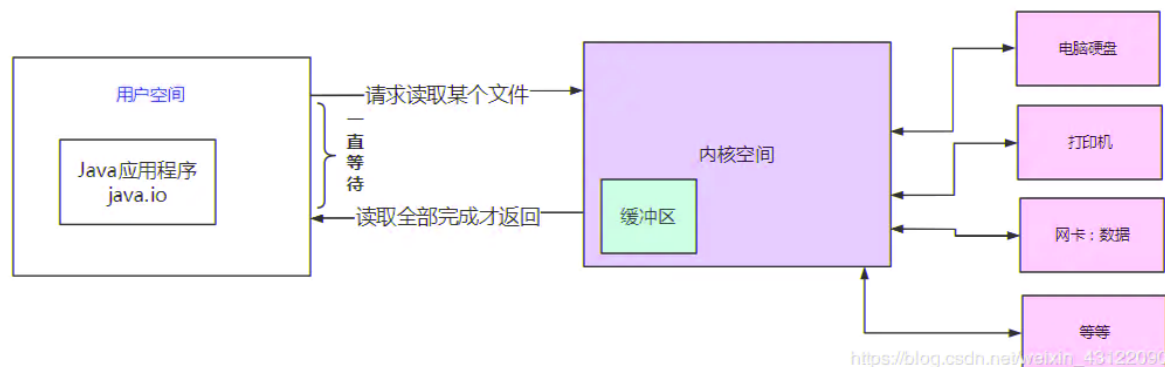 用户空间
Java应用程序
java.io
请求读取某个文件
一直等待
读取全部完成才返回
内核空间
缓冲区
电脑硬盘
打印机
网卡：数据
等等
https://blog.csdn.net/weixin_43122090